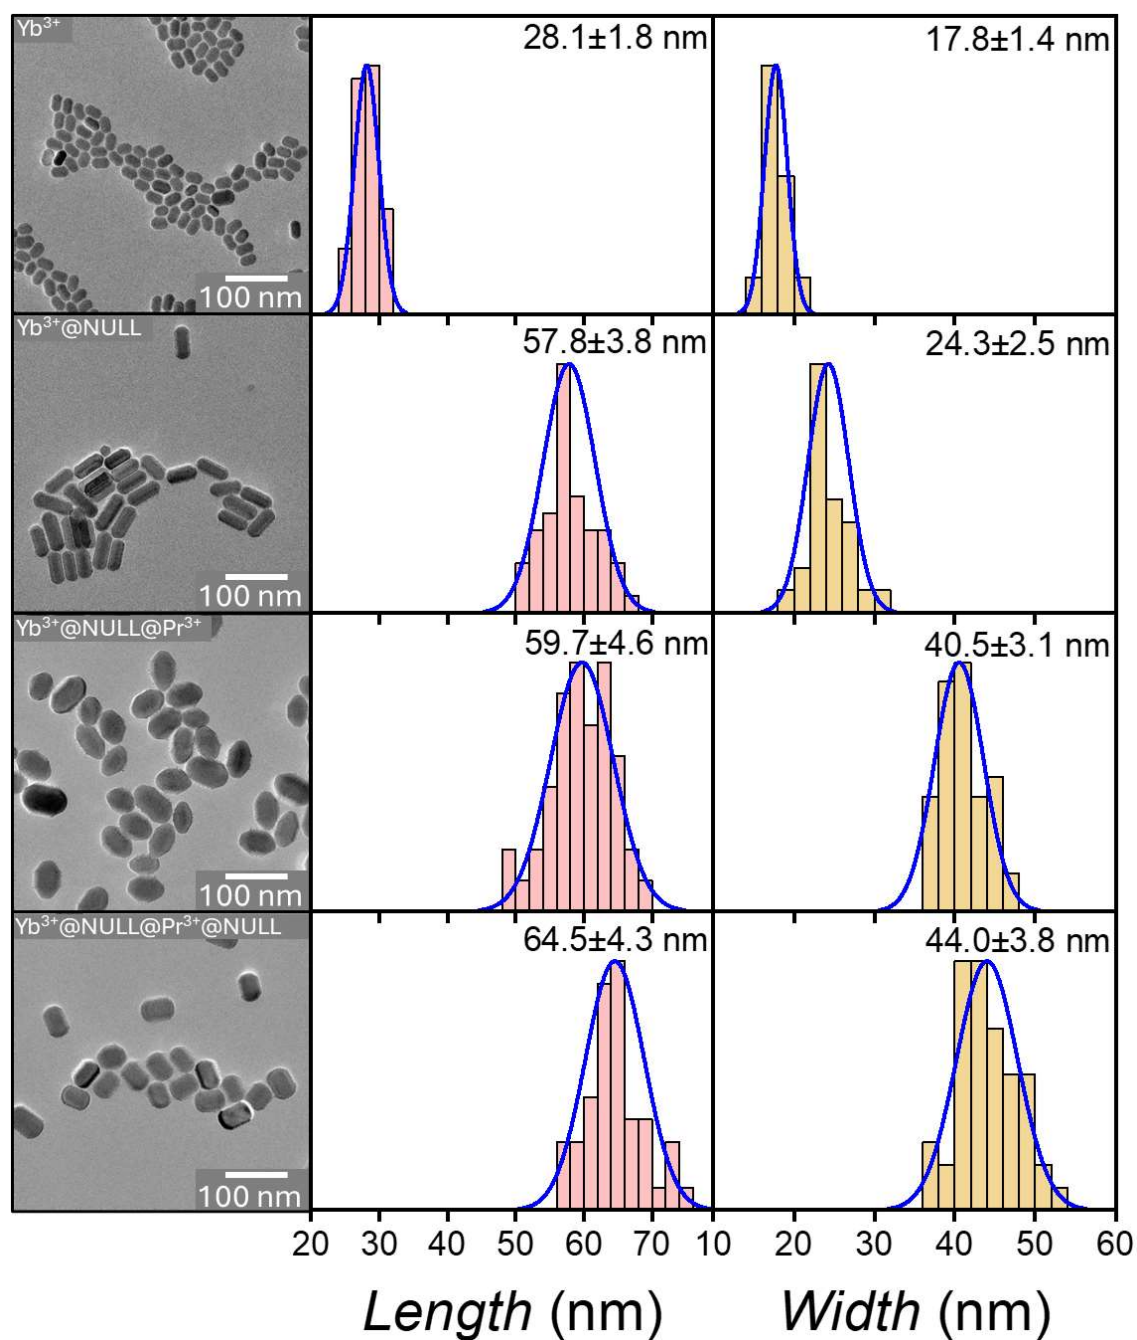 Yb³⁺
28.1±1.8 nm
17.8±1.4 nm
100 nm
Yb³⁺@NULL
57.8±3.8 nm
24.3±2.5 nm
100 nm
Yb³⁺@NULL@Pr³⁺
59.7±4.6 nm
40.5±3.1 nm
100 nm
Yb³⁺@NULL@Pr³⁺@NULL
64.5±4.3 nm
44.0±3.8 nm
100 nm
20 30 40 50 60 70 10 20 30 40 50 60
Length (nm) Width (nm)